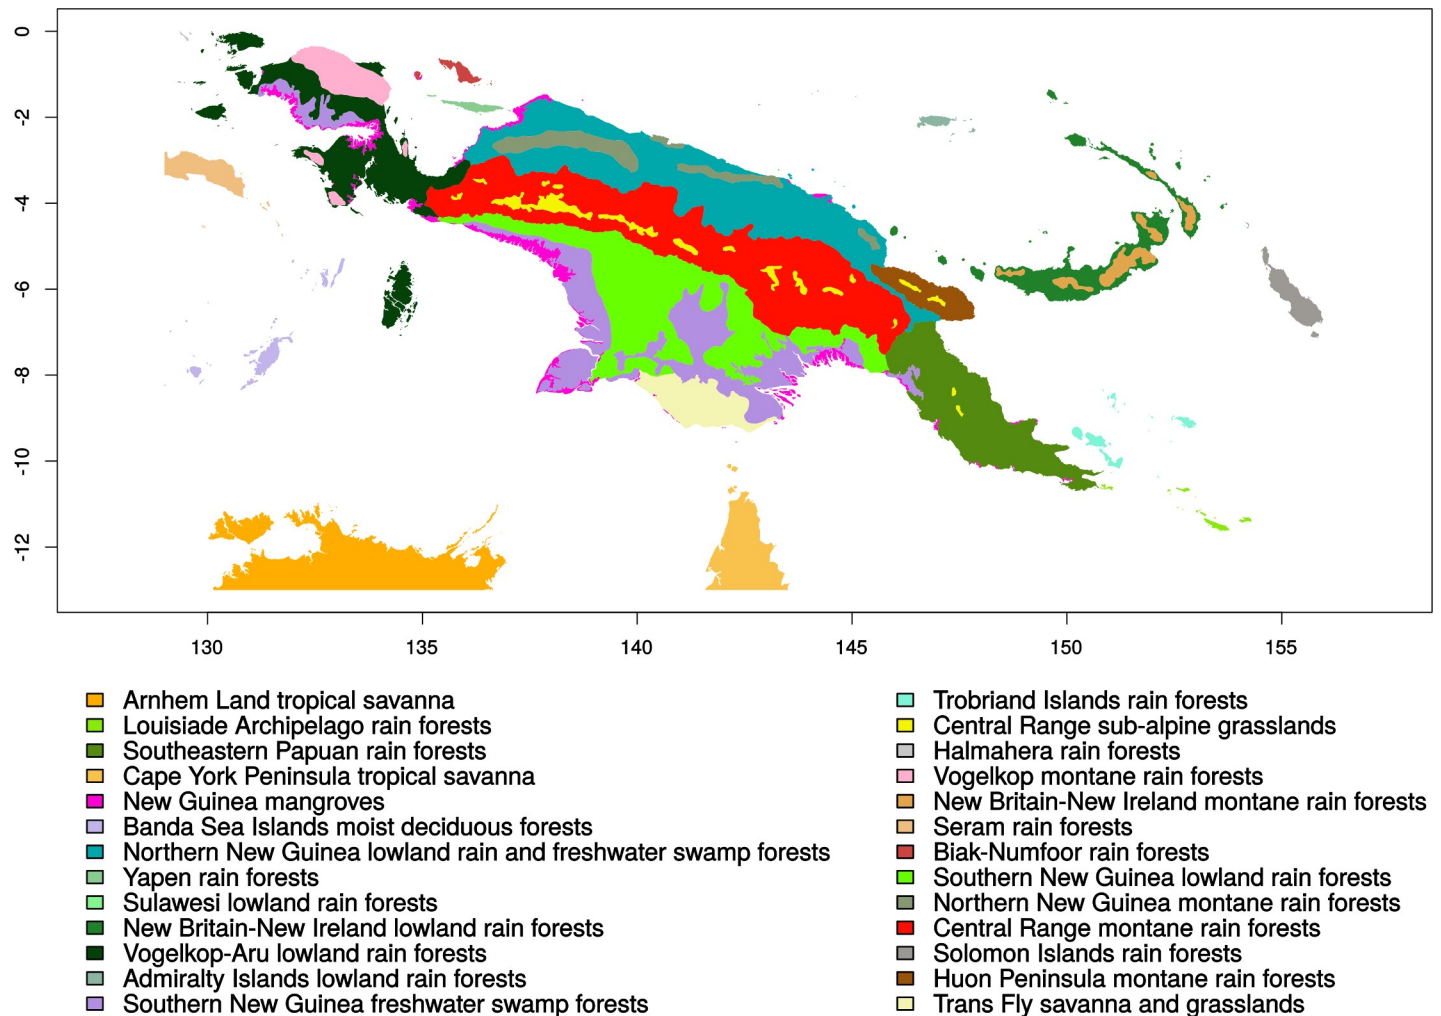 0
-2
-4
-6
-8
-10
-12
130 135 140 145 150 155
Arnhem Land tropical savanna
Louisiade Archipelago rain forests
Southeastern Papuan rain forests
Cape York Peninsula tropical savanna
New Guinea mangroves
Banda Sea Islands moist deciduous forests
Northern New Guinea lowland rain and freshwater swamp forests
Yapen rain forests
Sulawesi lowland rain forests
New Britain-New Ireland lowland rain forests
Vogelkop-Aru lowland rain forests
Admiralty Islands lowland rain forests
Southern New Guinea freshwater swamp forests
Trobriand Islands rain forests
Central Range sub-alpine grasslands
Halmahera rain forests
Vogelkop montane rain forests
New Britain-New Ireland montane rain forests
Seram rain forests
Biak-Numfoor rain forests
Southern New Guinea lowland rain forests
Northern New Guinea montane rain forests
Central Range montane rain forests
Solomon Islands rain forests
Huon Peninsula montane rain forests
Trans Fly savanna and grasslands